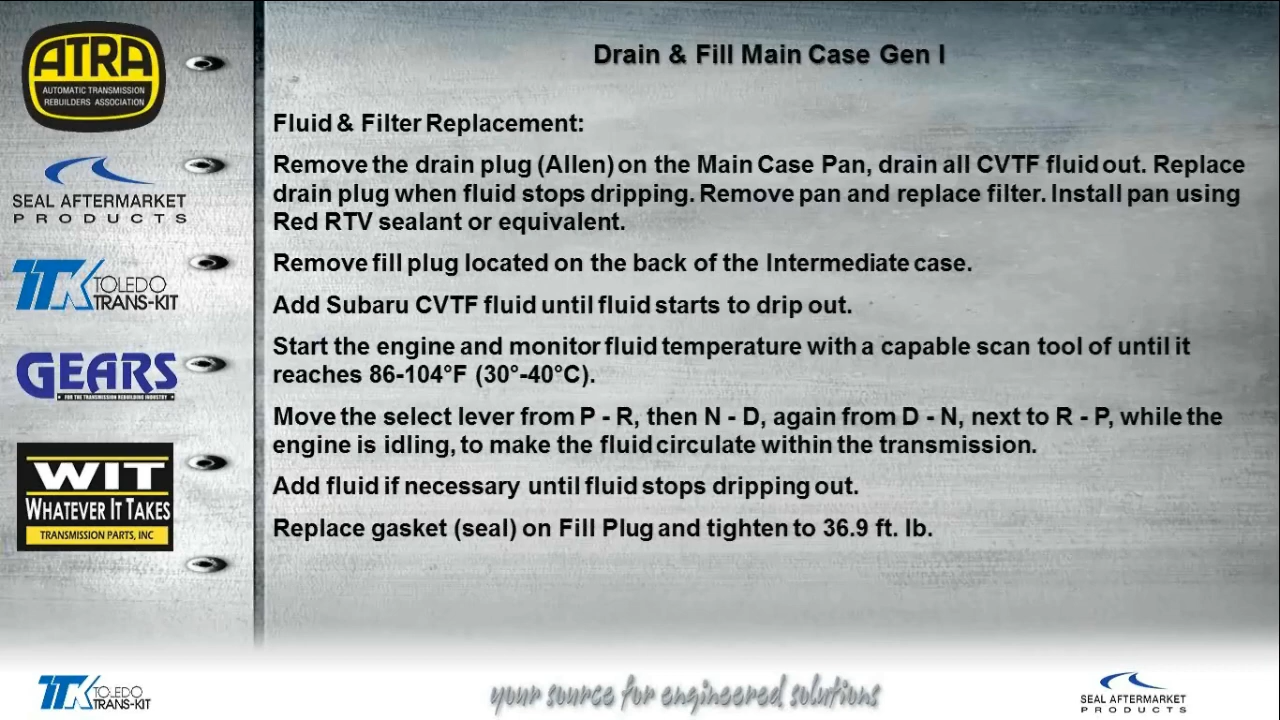 ATRA
AUTOMATIC TRANSMISSION
REBUILDERS ASSOCIATION
SEAL AFTERMARKET
PRODUCTS
TTK TOLEDO
TRANS-KIT
GEARS
FOR THE TRANSMISSION REBUILDING INDUSTRY
WIT
WHATEVER IT TAKES
TRANSMISSION PARTS, INC
Drain & Fill Main Case Gen I
Fluid & Filter Replacement:
Remove the drain plug (Allen) on the Main Case Pan, drain all CVTF fluid out. Replace
drain plug when fluid stops dripping. Remove pan and replace filter. Install pan using
Red RTV sealant or equivalent.
Remove fill plug located on the back of the Intermediate case.
Add Subaru CVTF fluid until fluid starts to drip out.
Start the engine and monitor fluid temperature with a capable scan tool of until it
reaches 86-104°F (30°-40°C).
Move the select lever from P - R, then N - D, again from D - N, next to R - P, while the
engine is idling, to make the fluid circulate within the transmission.
Add fluid if necessary until fluid stops dripping out.
Replace gasket (seal) on Fill Plug and tighten to 36.9 ft. lb.
TTK TOLEDO
TRANS-KIT
your source for engineered solutions
SEAL AFTERMARKET
PRODUCTS